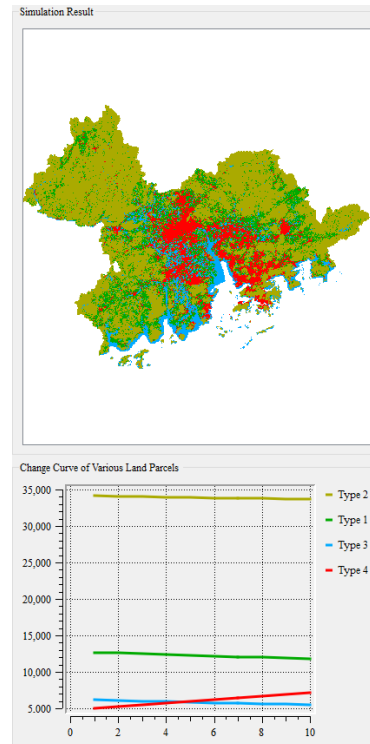 Simulation Result
Change Curve of Various Land Parcels
35,000
30,000
25,000
20,000
15,000
10,000
5,000
0 2 4 6 8 10
Type 2
Type 1
Type 3
Type 4